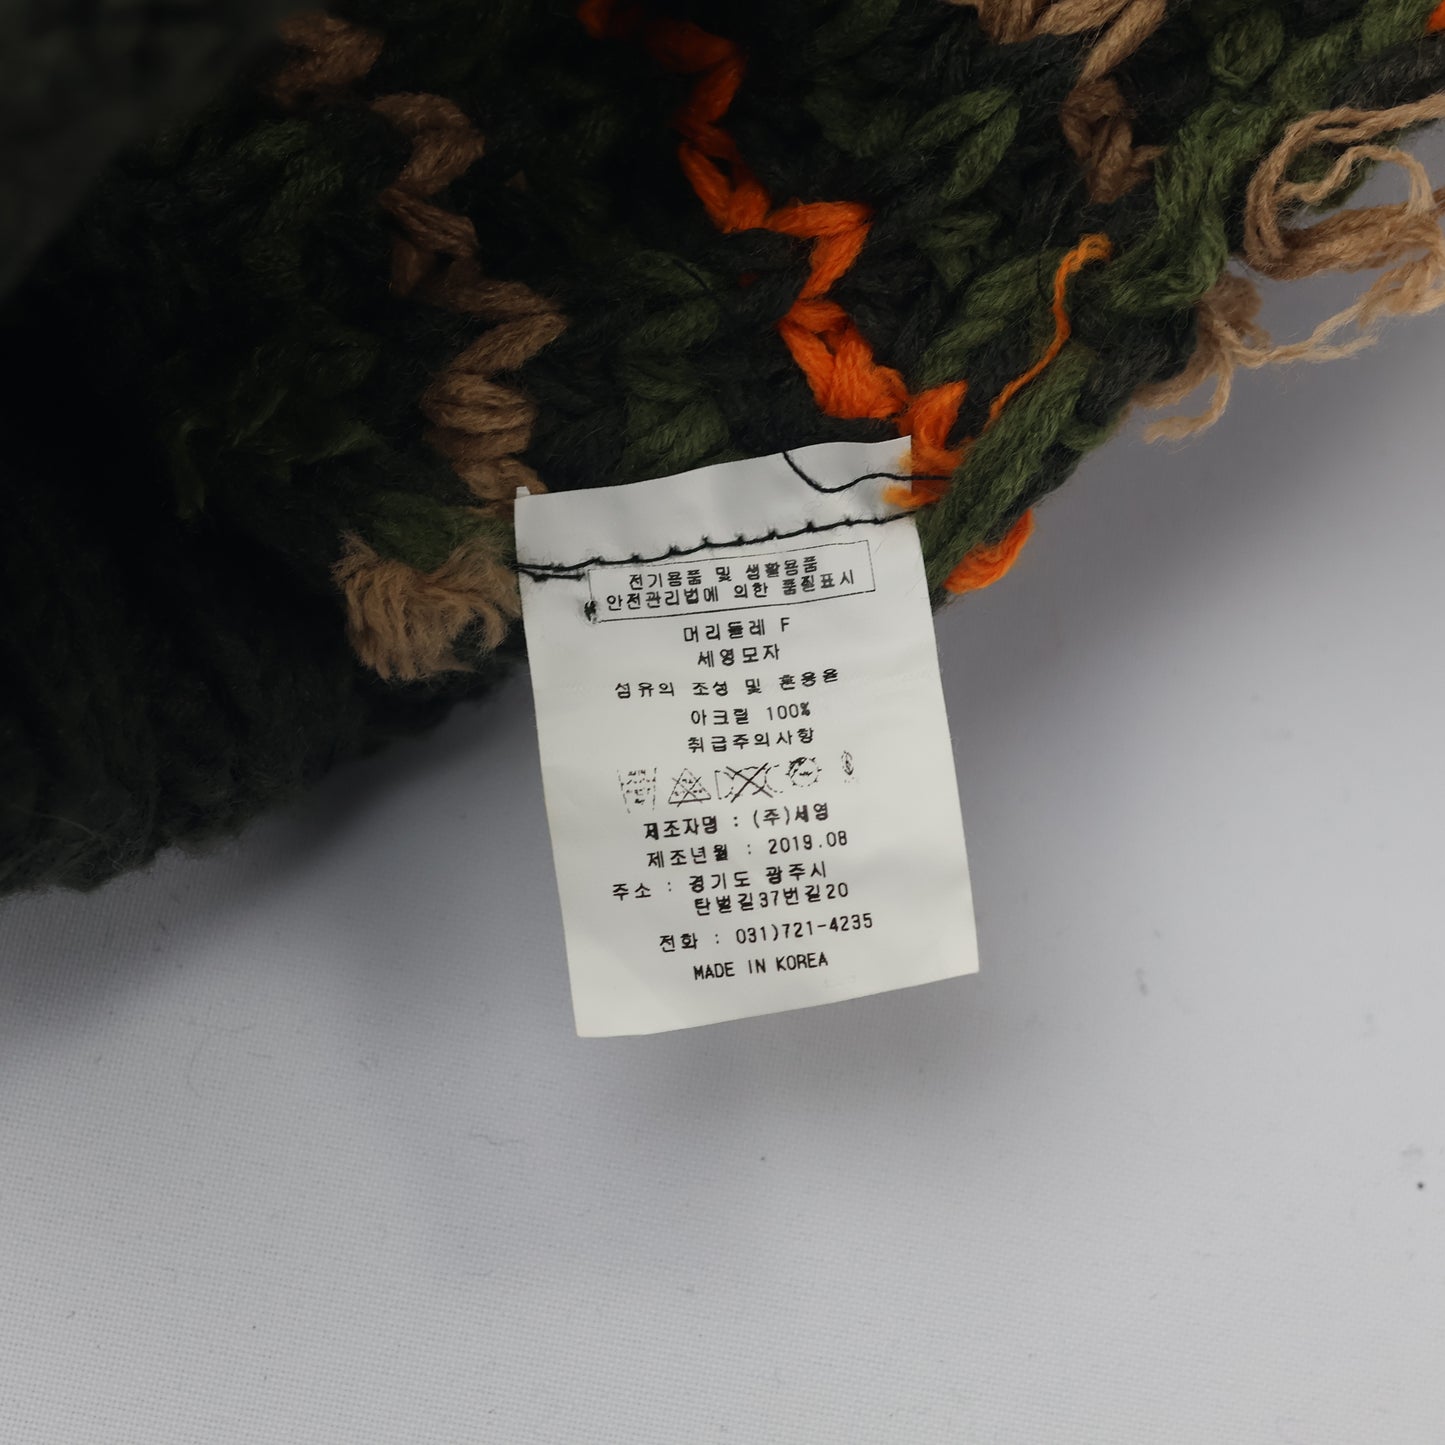 전기용품 및 생활용품
안전관리법에 의한 품질표시
머리둘레 F
세영모자
섬유의 조성 및 혼용율
아크릴 100%
취급주의사항
제조자명 : (주)세영
제조년월 : 2019.08
주소 : 경기도 광주시
탄벌길37번길20
전화 : 031)721-4235
MADE IN KOREA